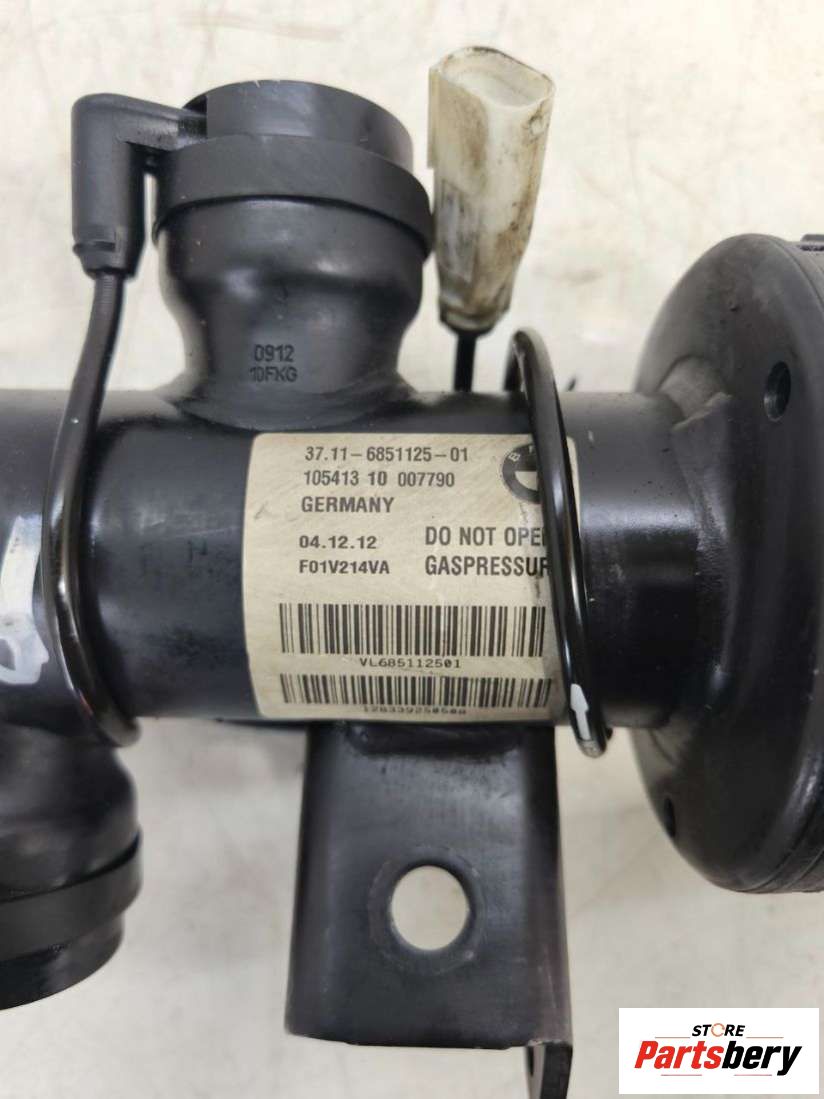 0912
10FKG
37.11-6851125-01
105413 10 007790
GERMANY
04.12.12 DO NOT OPE
F01V214VA GASPRESSUR
VL685112501
STORE
Partsbery